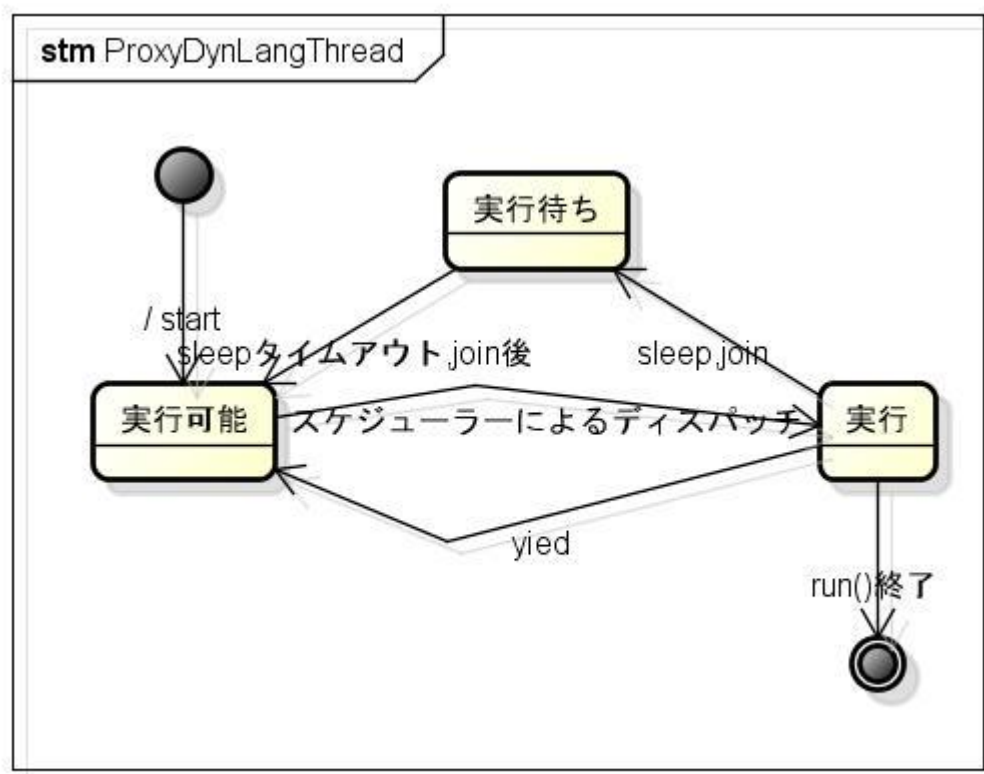 stm ProxyDynLangThread
実行待ち
/ start
sleepタイムアウト,join後
sleep,join
実行可能
スケジューラーによるディスパッチ
実行
yied
run()終了